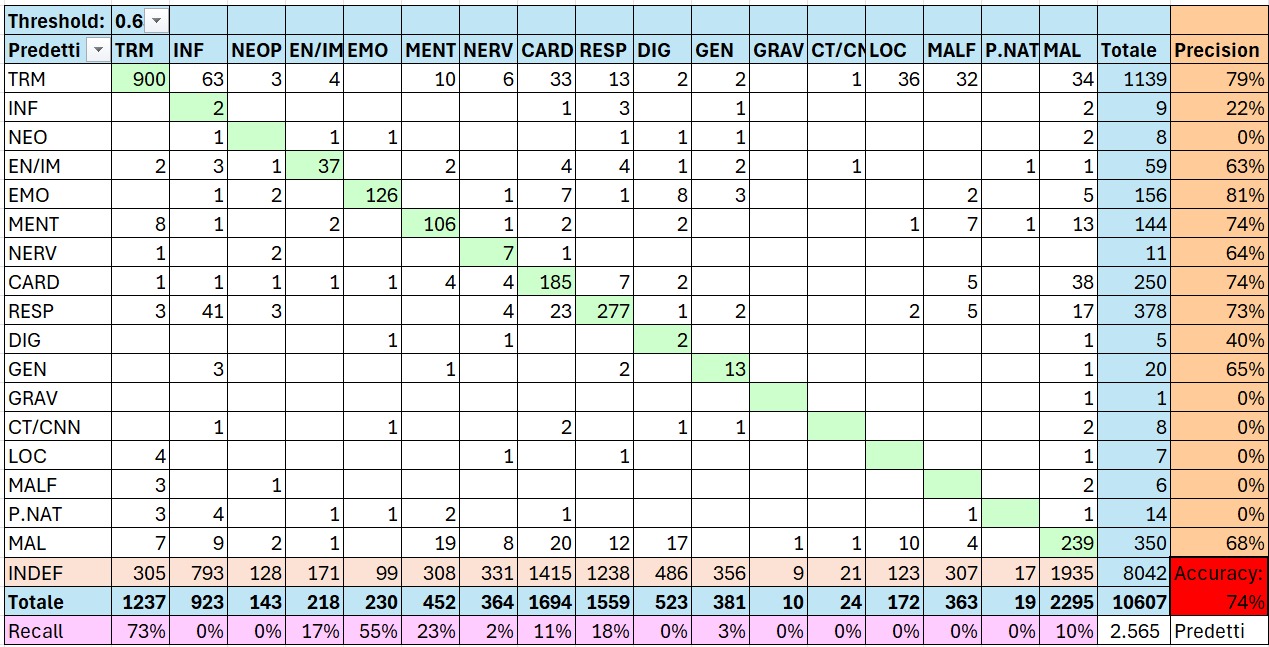 Threshold: 0.6
Predetti TRM INF NEOP EN/IM EMO MENT NERV CARD RESP DIG GEN GRAV CT/CN LOC MALF P.NAT MAL Totale Precision
TRM 900 63 3 4 10 6 33 13 2 2 1 36 32 34 1139 79%
INF 2 1 3 1 2 9 22%
NEO 1 1 1 1 1 1 2 8 0%
EN/IM 2 3 1 37 2 4 4 1 2 1 1 1 59 63%
EMO 1 2 126 1 7 1 8 3 2 5 156 81%
MENT 8 1 2 106 1 2 2 1 7 1 13 144 74%
NERV 1 2 7 1 11 64%
CARD 1 1 1 1 1 4 4 185 7 2 5 38 250 74%
RESP 3 41 3 4 23 277 1 2 2 5 17 378 73%
DIG 1 1 2 1 5 40%
GEN 3 1 2 13 1 20 65%
GRAV 1 1 0%
CT/CNN 1 1 2 1 1 2 8 0%
LOC 4 1 1 1 7 0%
MALF 3 1 2 6 0%
P.NAT 3 4 1 1 2 1 1 1 14 0%
MAL 7 9 2 1 19 8 20 12 17 1 1 10 4 239 350 68%
INDEF 305 793 128 171 99 308 331 1415 1238 486 356 9 21 123 307 17 1935 8042 Accuracy:
Totale 1237 923 143 218 230 452 364 1694 1559 523 381 10 24 172 363 19 2295 10607 74%
Recall 73% 0% 0% 17% 55% 23% 2% 11% 18% 0% 3% 0% 0% 0% 0% 0% 10% 2.565 Predetti